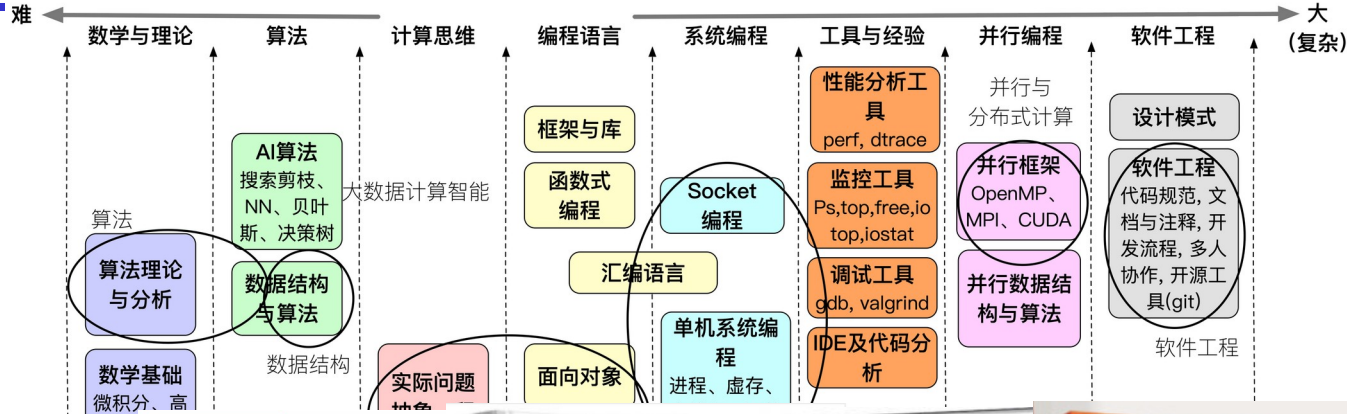 难
大
(复杂)
数学与理论
算法
计算思维
编程语言
系统编程
工具与经验
并行编程
软件工程
算法
算法理论
与分析
数学基础
微积分、高
AI算法
搜索剪枝、
NN、贝叶
斯、决策树
数据结构
与算法
数据结构
大数据计算智能
实际问题
框架与库
函数式
编程
汇编语言
面向对象
Socket
编程
单机系统编
程
进程、虚存、
性能分析工
具
perf, dtrace
监控工具
Ps,top,free,io
top,iostat
调试工具
gdb, valgrind
IDE及代码分
析
并行与
分布式计算
并行框架
OpenMP、
MPI、CUDA
并行数据结
构与算法
设计模式
软件工程
代码规范, 文
档与注释, 开
发流程, 多人
协作, 开源工
具(git)
软件工程